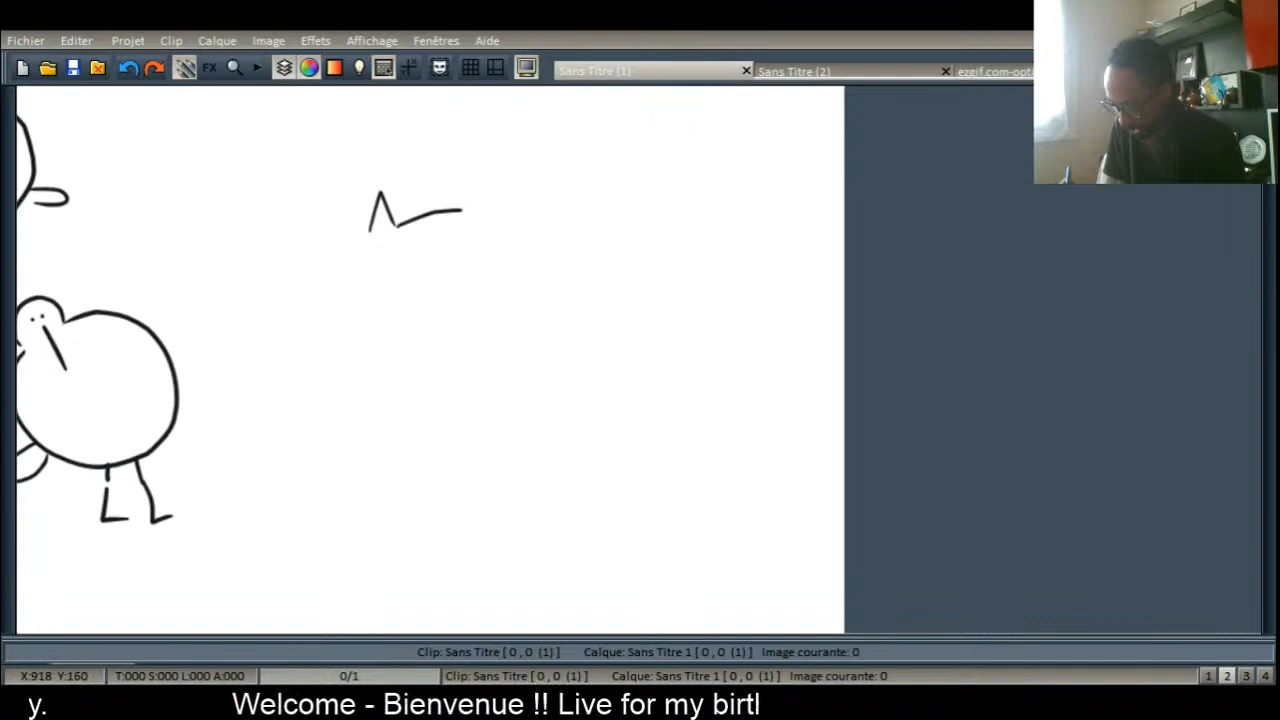 Fichier Editer Projet Clip Calque Image Effets Affichage Fenêtres Aide
FX Sans Titre (1) Sans Titre (2) ezgif.com-opti
Clip: Sans Titre [ 0 , 0 (1) ] Calque: Sans Titre 1 [ 0 , 0 (1) ] Image courante: 0
X:918 Y:160 T:000 S:000 L:000 A:000 0/1 Clip: Sans Titre [ 0 , 0 (1) ] Calque: Sans Titre 1 [ 0 , 0 (1) ] Image courante: 0 1 2 3 4
y. Welcome - Bienvenue !! Live for my birt